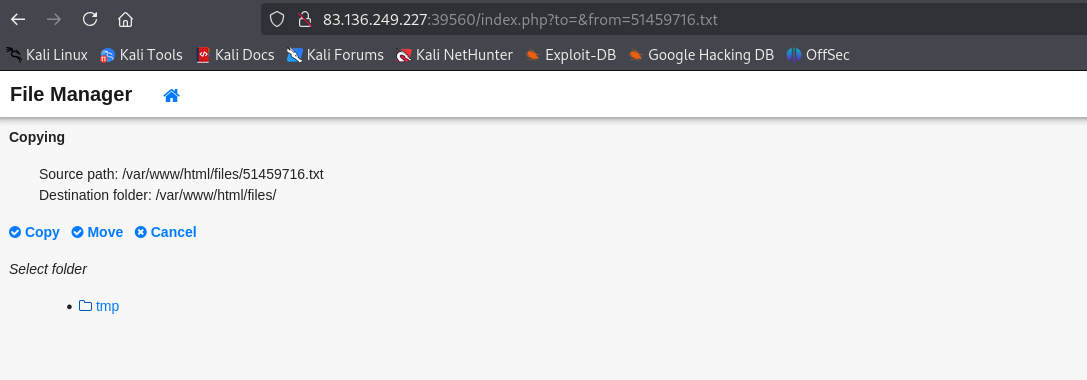 83.136.249.227:39560/index.php?to=&from=51459716.txt
Kali Linux Kali Tools Kali Docs Kali Forums Kali NetHunter Exploit-DB Google Hacking DB OffSec
File Manager
Copying
Source path: /var/www/html/files/51459716.txt
Destination folder: /var/www/html/files/
Copy Move Cancel
Select folder
tmp